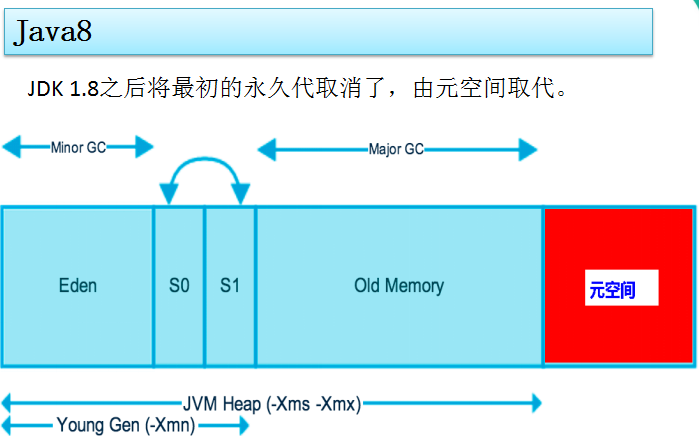 Java8
JDK 1.8之后将最初的永久代取消了，由元空间取代。
Minor GC
Major GC
Eden
S0
S1
Old Memory
元空间
JVM Heap (-Xms -Xmx)
Young Gen (-Xmn)